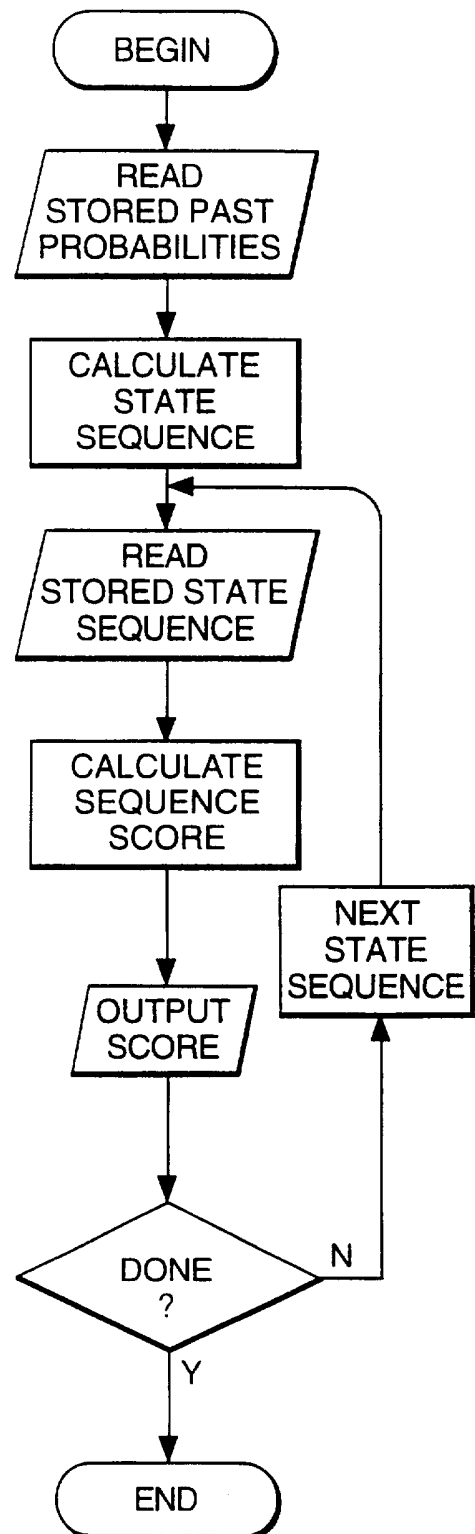 BEGIN
READ
STORED PAST
PROBABILITIES
CALCULATE
STATE
SEQUENCE
READ
STORED STATE
SEQUENCE
CALCULATE
SEQUENCE
SCORE
NEXT
STATE
SEQUENCE
OUTPUT
SCORE
DONE
?
N
Y
END